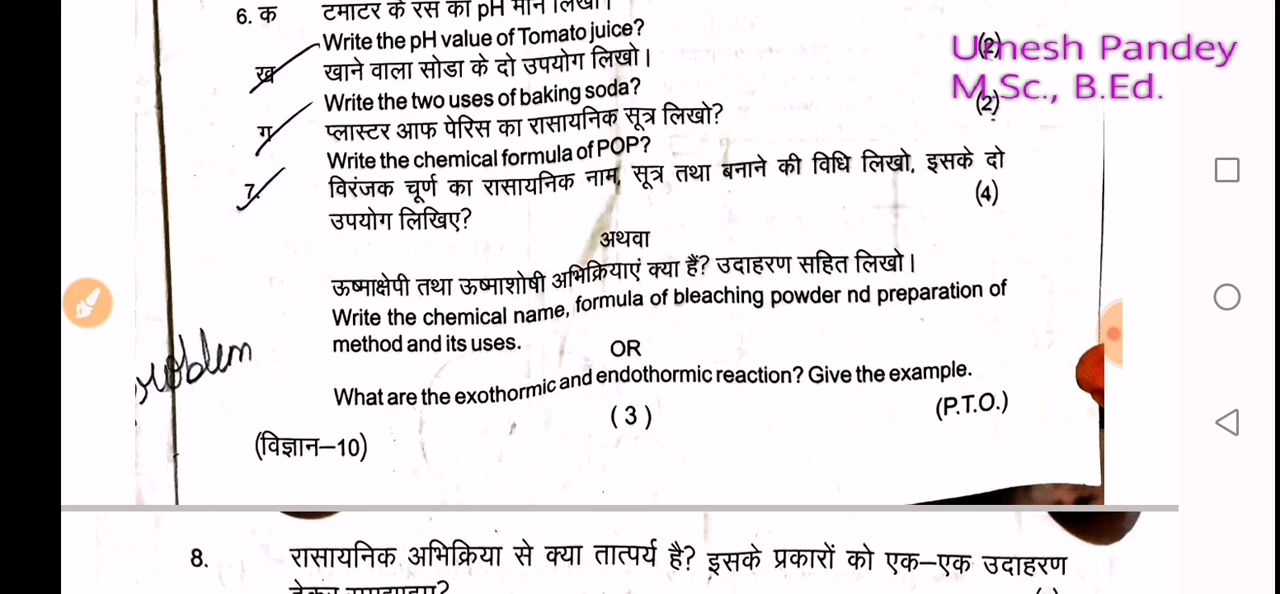 6. क टमाटर के रस का pH मान लिखो।
Write the pH value of Tomato juice? (2)
ख खाने वाला सोडा के दो उपयोग लिखो।
Write the two uses of baking soda? (2)
ग प्लास्टर आफ पेरिस का रासायनिक सूत्र लिखो?
Write the chemical formula of POP?
7. विरंजक चूर्ण का रासायनिक नाम, सूत्र तथा बनाने की विधि लिखो, इसके दो
उपयोग लिखिए? (4)
अथवा
ऊष्माक्षेपी तथा ऊष्माशोषी अभिक्रियाएं क्या हैं? उदाहरण सहित लिखो।
Write the chemical name, formula of bleaching powder nd preparation of
method and its uses.
OR
What are the exothormic and endothormic reaction? Give the example.
(3)
(P.T.O.)
(विज्ञान–10)
problem
Umesh Pandey
M.Sc., B.Ed.
8. रासायनिक अभिक्रिया से क्या तात्पर्य है? इसके प्रकारों को एक–एक उदाहरण